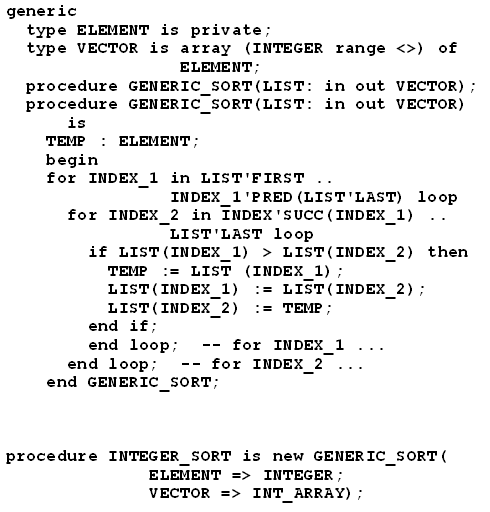 generic
type ELEMENT is private;
type VECTOR is array (INTEGER range <>) of
ELEMENT;
procedure GENERIC_SORT(LIST: in out VECTOR);
procedure GENERIC_SORT(LIST: in out VECTOR)
is
TEMP : ELEMENT;
begin
for INDEX_1 in LIST'FIRST ..
INDEX_1'PRED(LIST'LAST) loop
for INDEX_2 in INDEX'SUCC(INDEX_1) ..
LIST'LAST loop
if LIST(INDEX_1) > LIST(INDEX_2) then
TEMP := LIST (INDEX_1);
LIST(INDEX_1) := LIST(INDEX_2);
LIST(INDEX_2) := TEMP;
end if;
end loop;  -- for INDEX_1 ...
end loop;  -- for INDEX_2 ...
end GENERIC_SORT;
procedure INTEGER_SORT is new GENERIC_SORT(
ELEMENT => INTEGER;
VECTOR => INT_ARRAY);